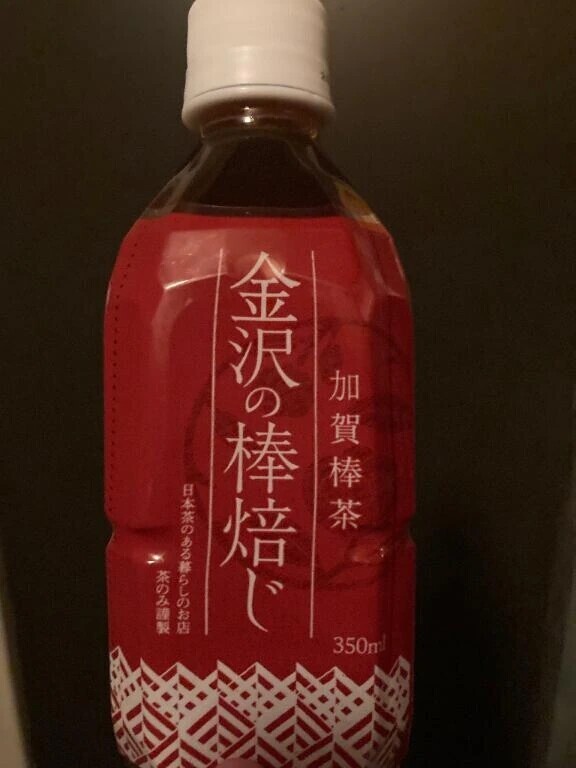 加賀棒茶
金沢の棒焙じ
日本茶のある暮らしのお店
茶のみ謹製
350ml